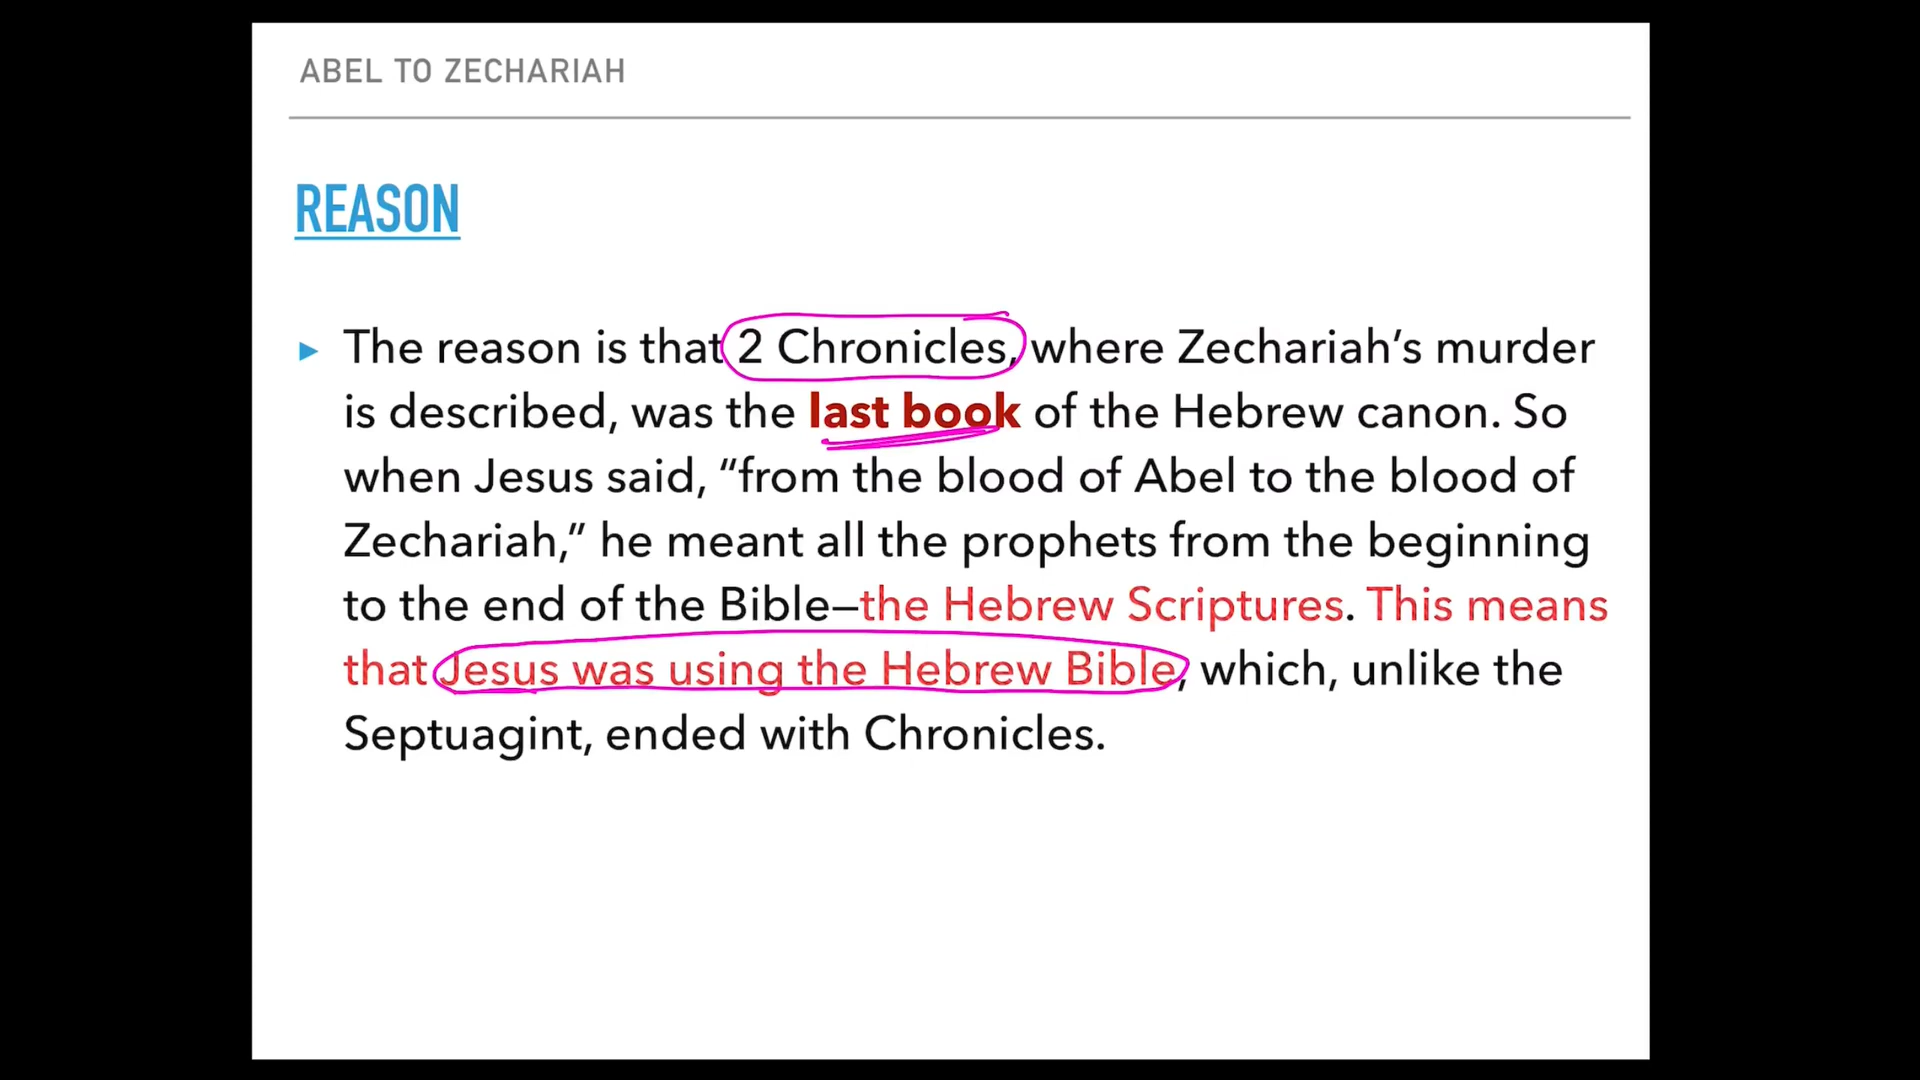 ABEL TO ZECHARIAH
REASON
▸ The reason is that 2 Chronicles, where Zechariah’s murder
is described, was the last book of the Hebrew canon. So
when Jesus said, “from the blood of Abel to the blood of
Zechariah,” he meant all the prophets from the beginning
to the end of the Bible—the Hebrew Scriptures. This means
that Jesus was using the Hebrew Bible, which, unlike the
Septuagint, ended with Chronicles.